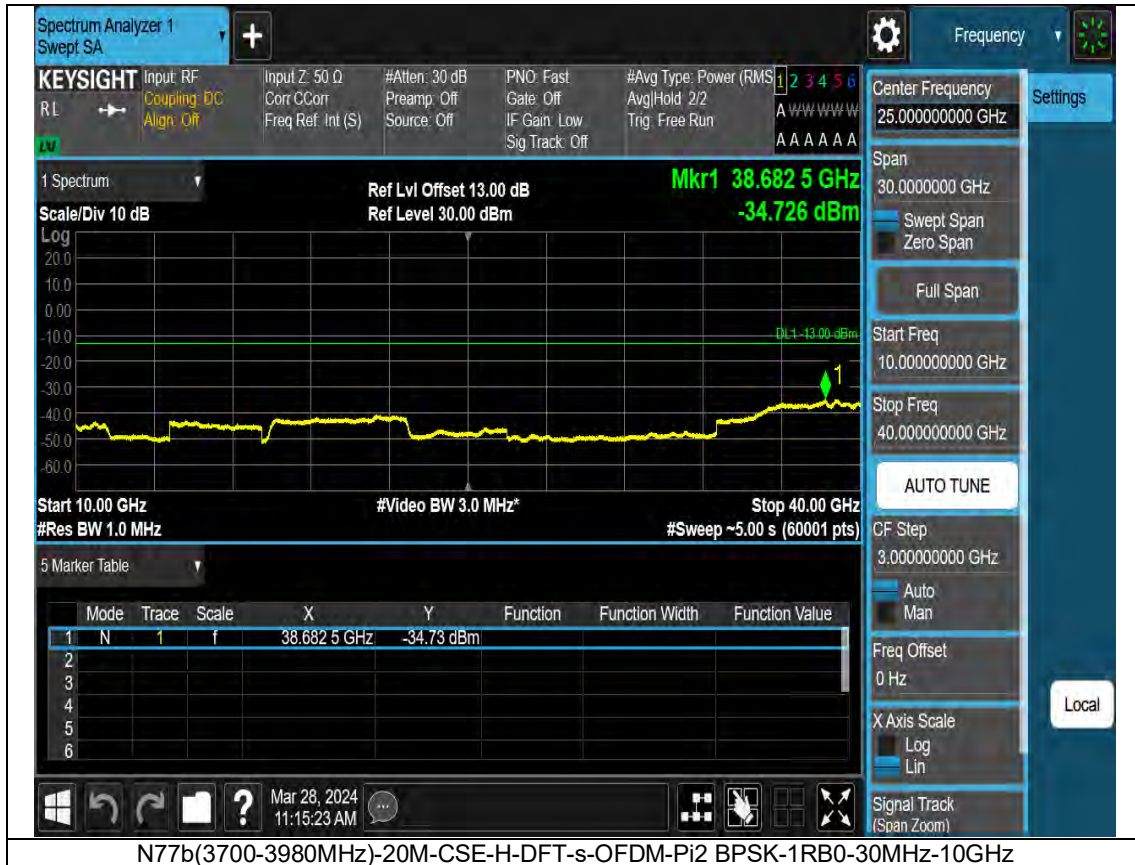 Spectrum Analyzer 1
Swept SA
Frequency
KEYSIGHT
RL
LXI
Input: RF
Coupling: DC
Align: Off
Input Z: 50 Ω
Corr CCorr
Freq Ref: Int (S)
#Atten: 30 dB
Preamp: Off
Source: Off
PNO: Fast
Gate: Off
IF Gain: Low
Sig Track: Off
#Avg Type: Power (RMS
Avg|Hold: 2/2
Trig: Free Run
1 2 3 4 5 6
A W W W W W
A A A A A A
1 Spectrum
Scale/Div 10 dB
Ref Lvl Offset 13.00 dB
Ref Level 30.00 dBm
Mkr1 38.682 5 GHz
-34.726 dBm
Log
20.0
10.0
0.00
-10.0
-20.0
-30.0
-40.0
-50.0
-60.0
DL1 -13.00 dBm
1
Start 10.00 GHz
#Res BW 1.0 MHz
#Video BW 3.0 MHz*
Stop 40.00 GHz
#Sweep ~5.00 s (60001 pts)
5 Marker Table
Mode Trace Scale X Y Function Function Width Function Value
1 N 1 f 38.682 5 GHz -34.73 dBm
2
3
4
5
6
Center Frequency
25.000000000 GHz
Span
30.0000000 GHz
Swept Span
Zero Span
Full Span
Start Freq
10.000000000 GHz
Stop Freq
40.000000000 GHz
AUTO TUNE
CF Step
3.000000000 GHz
Auto
Man
Freq Offset
0 Hz
X Axis Scale
Log
Lin
Signal Track
(Span Zoom)
Settings
Local
Mar 28, 2024
11:15:23 AM
N77b(3700-3980MHz)-20M-CSE-H-DFT-s-OFDM-Pi2 BPSK-1RB0-30MHz-10GHz